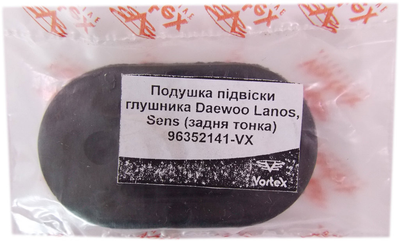 Подушка підвіски
глушника Daewoo Lanos,
Sens (задня тонка)
96352141-VX
Vortex